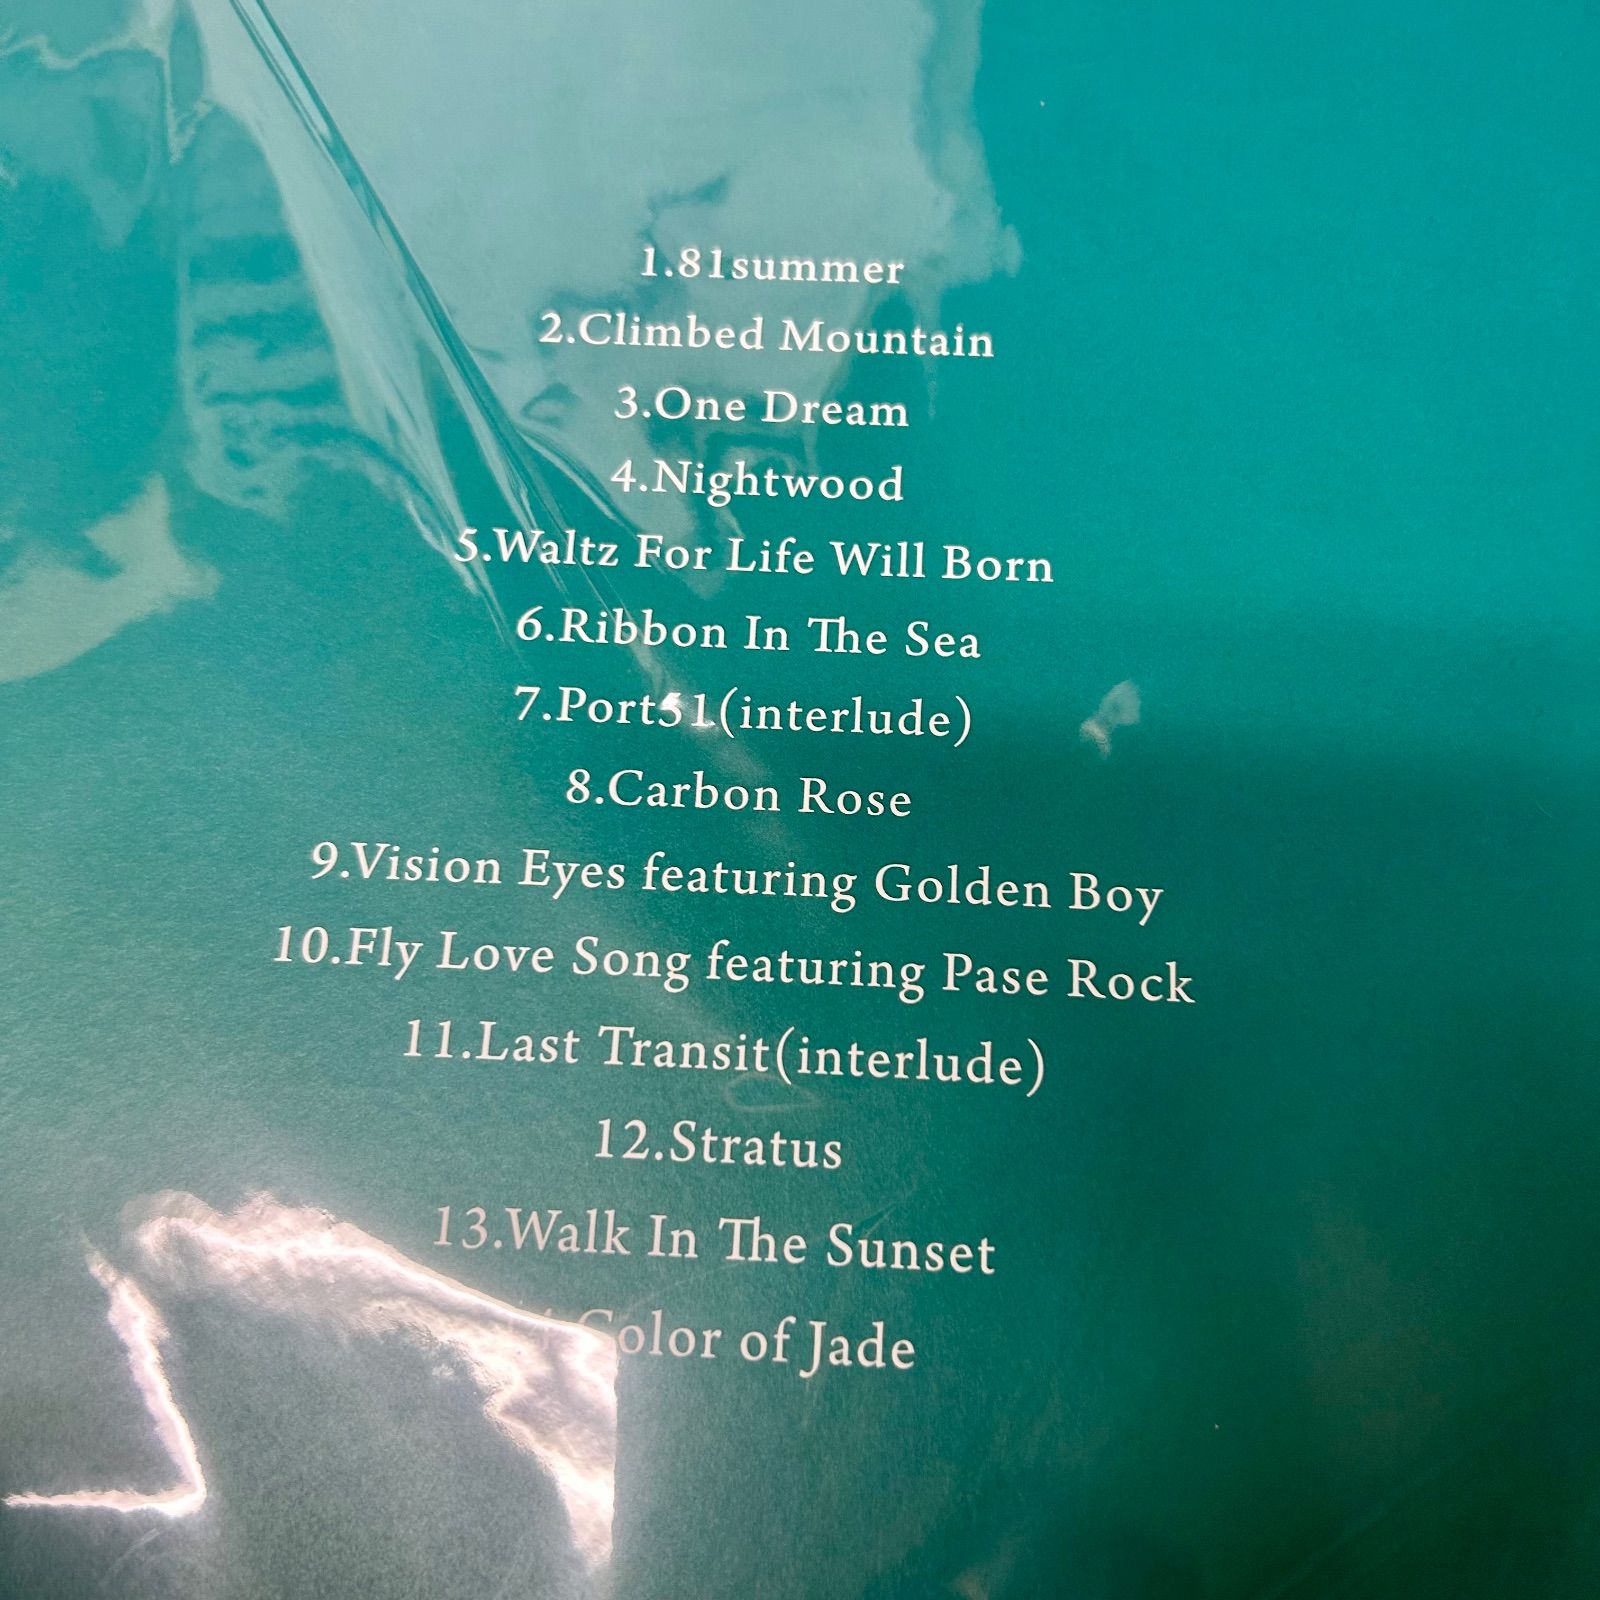 1.81summer
2.Climbed Mountain
3.One Dream
4.Nightwood
5.Waltz For Life Will Born
6.Ribbon In The Sea
7.Port51(interlude)
8.Carbon Rose
9.Vision Eyes featuring Golden Boy
10.Fly Love Song featuring Pase Rock
11.Last Transit(interlude)
12.Stratus
13.Walk In The Sunset
Color of Jade